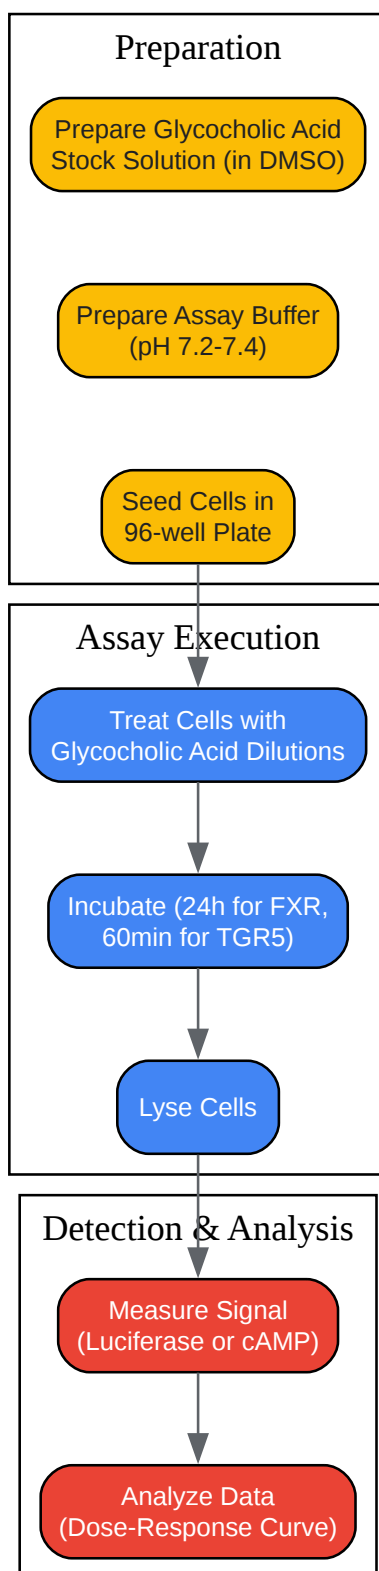 Preparation
Prepare Glycocholic Acid
Stock Solution (in DMSO)
Prepare Assay Buffer
(pH 7.2-7.4)
Seed Cells in
96-well Plate
Assay Execution
Treat Cells with
Glycocholic Acid Dilutions
Incubate (24h for FXR,
60min for TGR5)
Lyse Cells
Detection & Analysis
Measure Signal
(Luciferase or cAMP)
Analyze Data
(Dose-Response Curve)